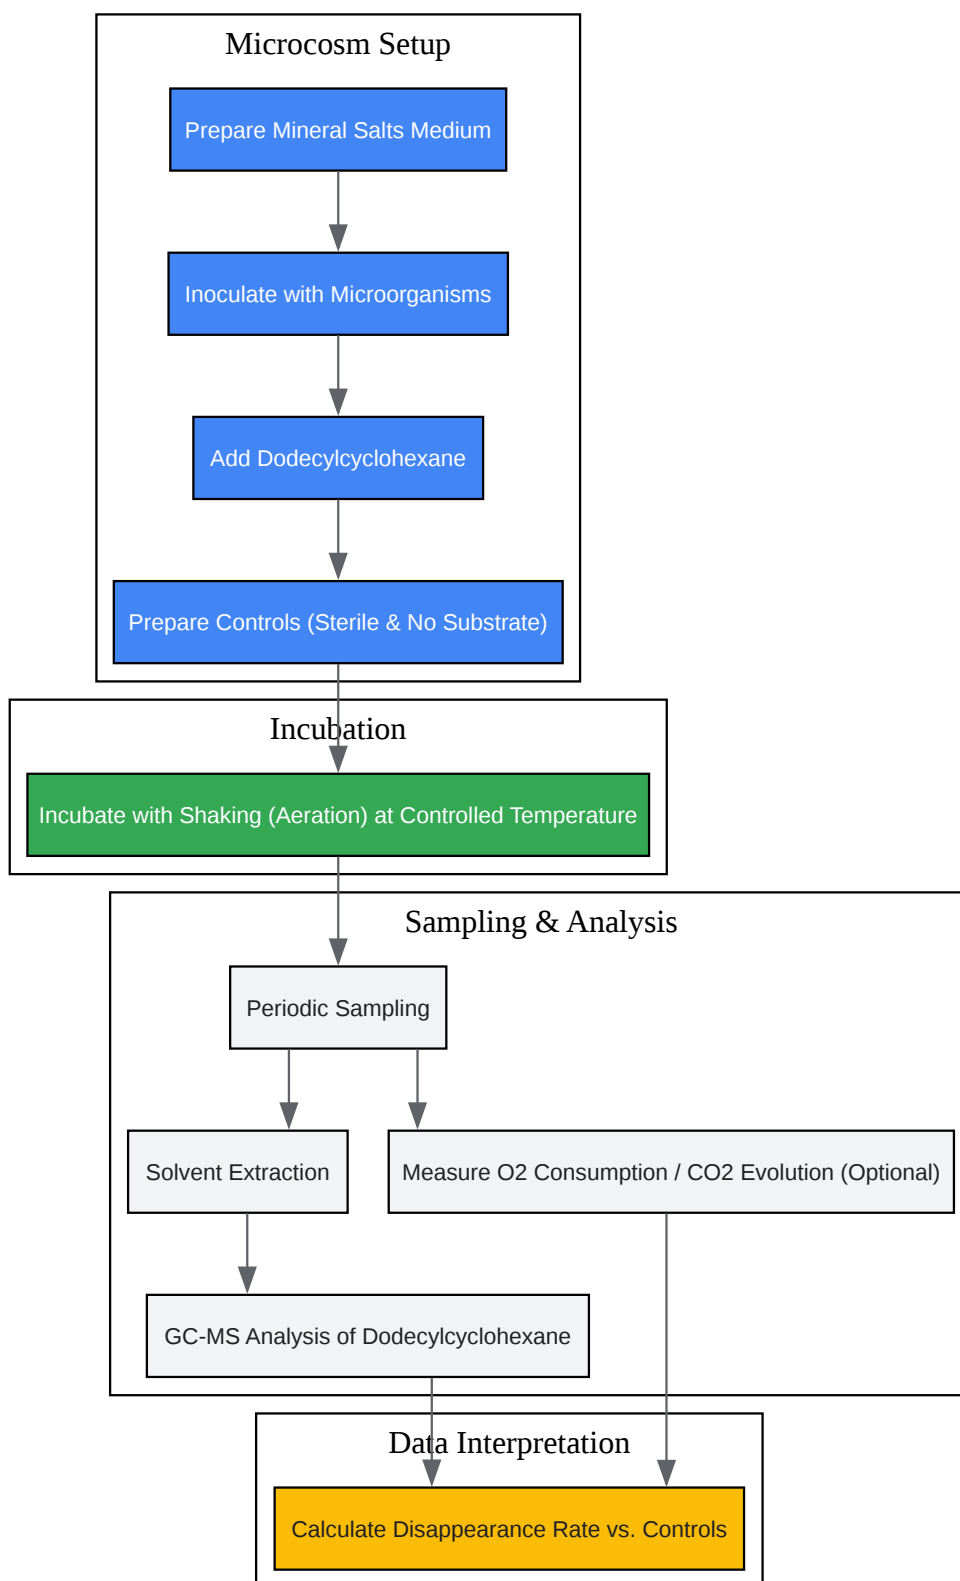 Microcosm Setup
Prepare Mineral Salts Medium
Inoculate with Microorganisms
Add Dodecylcyclohexane
Prepare Controls (Sterile & No Substrate)
Incubation
Incubate with Shaking (Aeration) at Controlled Temperature
Sampling & Analysis
Periodic Sampling
Solvent Extraction
Measure O2 Consumption / CO2 Evolution (Optional)
GC-MS Analysis of Dodecylcyclohexane
Data Interpretation
Calculate Disappearance Rate vs. Controls